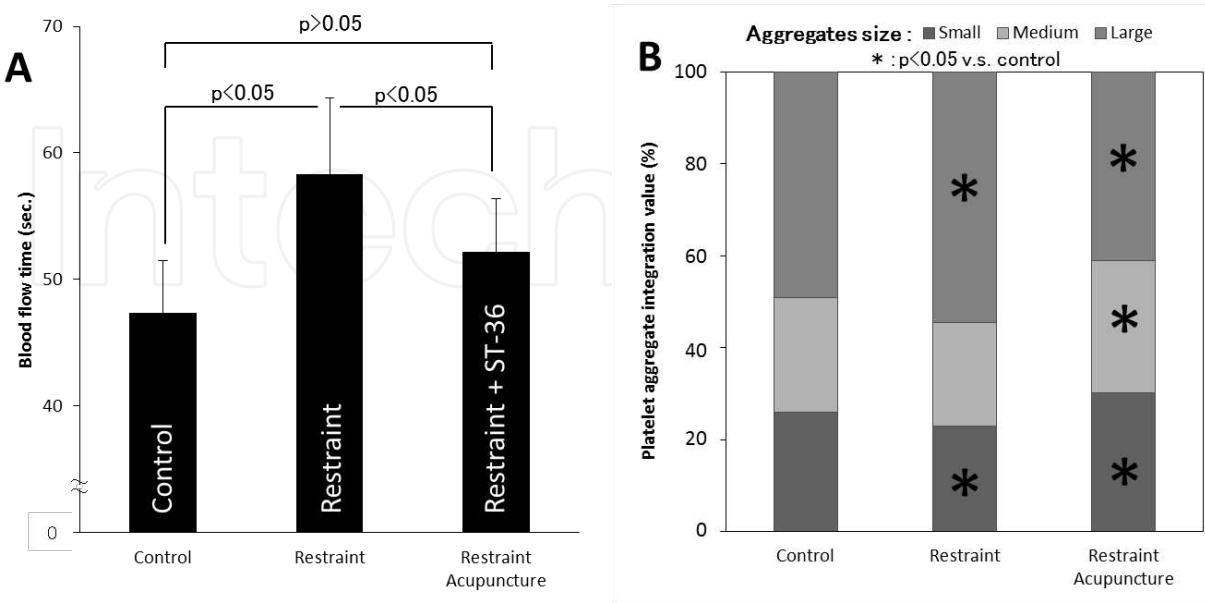 A
70
60
50
40
0
Blood flow time (sec.)
p>0.05
p<0.05
p<0.05
Intech
Control
Restraint
Restraint + ST-36
Control
Restraint
Restraint
Acupuncture
B
Aggregates size : Small Medium Large
* : p<0.05 v.s. control
100
80
60
40
20
0
Platelet aggregate integration value (%)
*
*
*
*
*
Control
Restraint
Restraint
Acupuncture